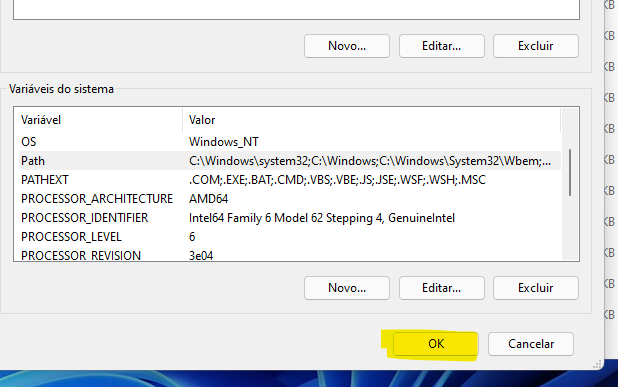 KB
KB
Novo... Editar... Excluir
KB
Variáveis do sistema
KB
Variável Valor
KB
OS Windows_NT
Path C:\Windows\system32;C:\Windows;C:\Windows\System32\Wbem;...
KB
PATHEXT .COM;.EXE;.BAT;.CMD;.VBS;.VBE;.JS;.JSE;.WSF;.WSH;.MSC
KB
PROCESSOR_ARCHITECTURE AMD64
PROCESSOR_IDENTIFIER Intel64 Family 6 Model 62 Stepping 4, GenuineIntel
KB
PROCESSOR_LEVEL 6
KB
PROCESSOR_REVISION 3e04
KB
Novo... Editar... Excluir
KB
OK Cancelar